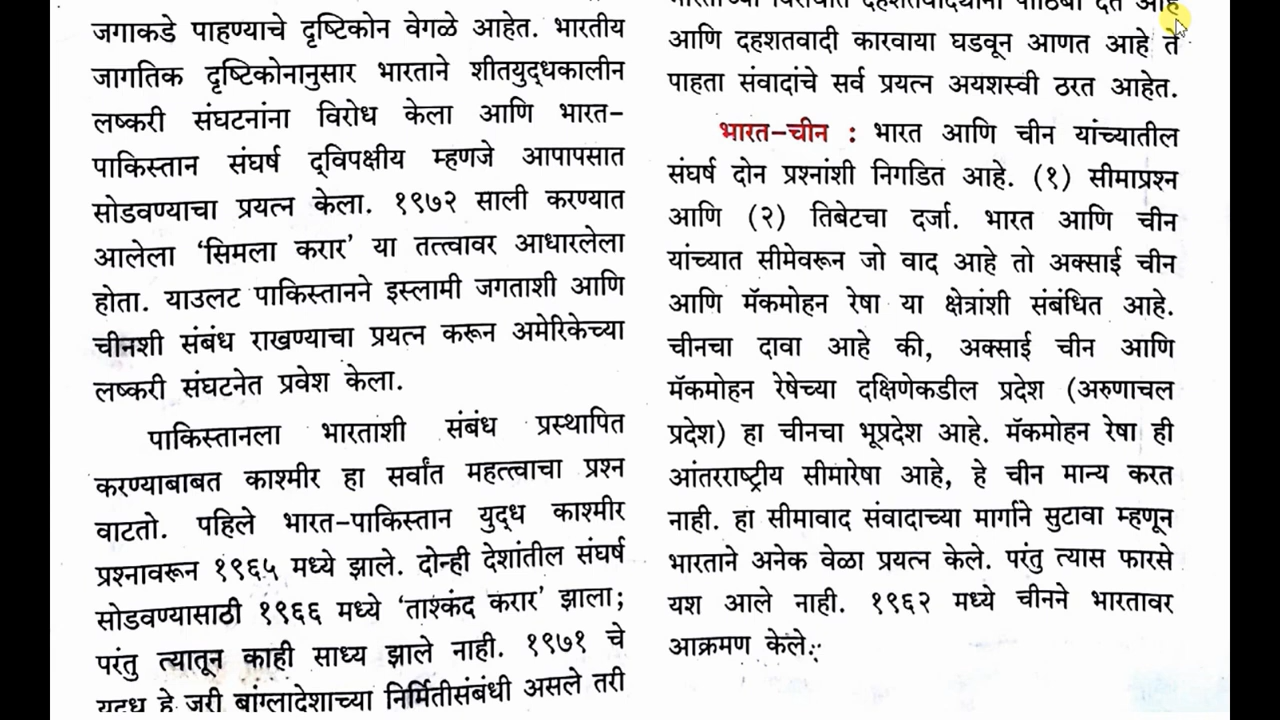 जगाकडे पाहण्याचे दृष्टिकोन वेगळे आहेत. भारतीय
जागतिक दृष्टिकोनानुसार भारताने शीतयुद्धकालीन
लष्करी संघटनांना विरोध केला आणि भारत-
पाकिस्तान संघर्ष द्विपक्षीय म्हणजे आपापसात
सोडवण्याचा प्रयत्न केला. १९७२ साली करण्यात
आलेला ‘सिमला करार’ या तत्त्वावर आधारलेला
होता. याउलट पाकिस्तानने इस्लामी जगताशी आणि
चीनशी संबंध राखण्याचा प्रयत्न करून अमेरिकेच्या
लष्करी संघटनेत प्रवेश केला.
पाकिस्तानला भारताशी संबंध प्रस्थापित
करण्याबाबत काश्मीर हा सर्वांत महत्त्वाचा प्रश्न
वाटतो. पहिले भारत-पाकिस्तान युद्ध काश्मीर
प्रश्नावरून १९६५ मध्ये झाले. दोन्ही देशांतील संघर्ष
सोडवण्यासाठी १९६६ मध्ये ‘ताश्कंद करार’ झाला;
परंतु त्यातून काही साध्य झाले नाही. १९७१ चे
युद्ध हे जरी बांग्लादेशाच्या निर्मितीसंबंधी असले तरी
भारताच्या विरोधात दहशतवाद्यांना पाठिंबा देत आहे
आणि दहशतवादी कारवाया घडवून आणत आहे ते
पाहता संवादांचे सर्व प्रयत्न अयशस्वी ठरत आहेत.
भारत-चीन : भारत आणि चीन यांच्यातील
संघर्ष दोन प्रश्नांशी निगडित आहे. (१) सीमाप्रश्न
आणि (२) तिबेटचा दर्जा. भारत आणि चीन
यांच्यात सीमेवरून जो वाद आहे तो अक्साई चीन
आणि मॅकमोहन रेषा या क्षेत्रांशी संबंधित आहे.
चीनचा दावा आहे की, अक्साई चीन आणि
मॅकमोहन रेषेच्या दक्षिणेकडील प्रदेश (अरुणाचल
प्रदेश) हा चीनचा भूप्रदेश आहे. मॅकमोहन रेषा ही
आंतरराष्ट्रीय सीमारेषा आहे, हे चीन मान्य करत
नाही. हा सीमावाद संवादाच्या मार्गाने सुटावा म्हणून
भारताने अनेक वेळा प्रयत्न केले. परंतु त्यास फारसे
यश आले नाही. १९६२ मध्ये चीनने भारतावर
आक्रमण केले.